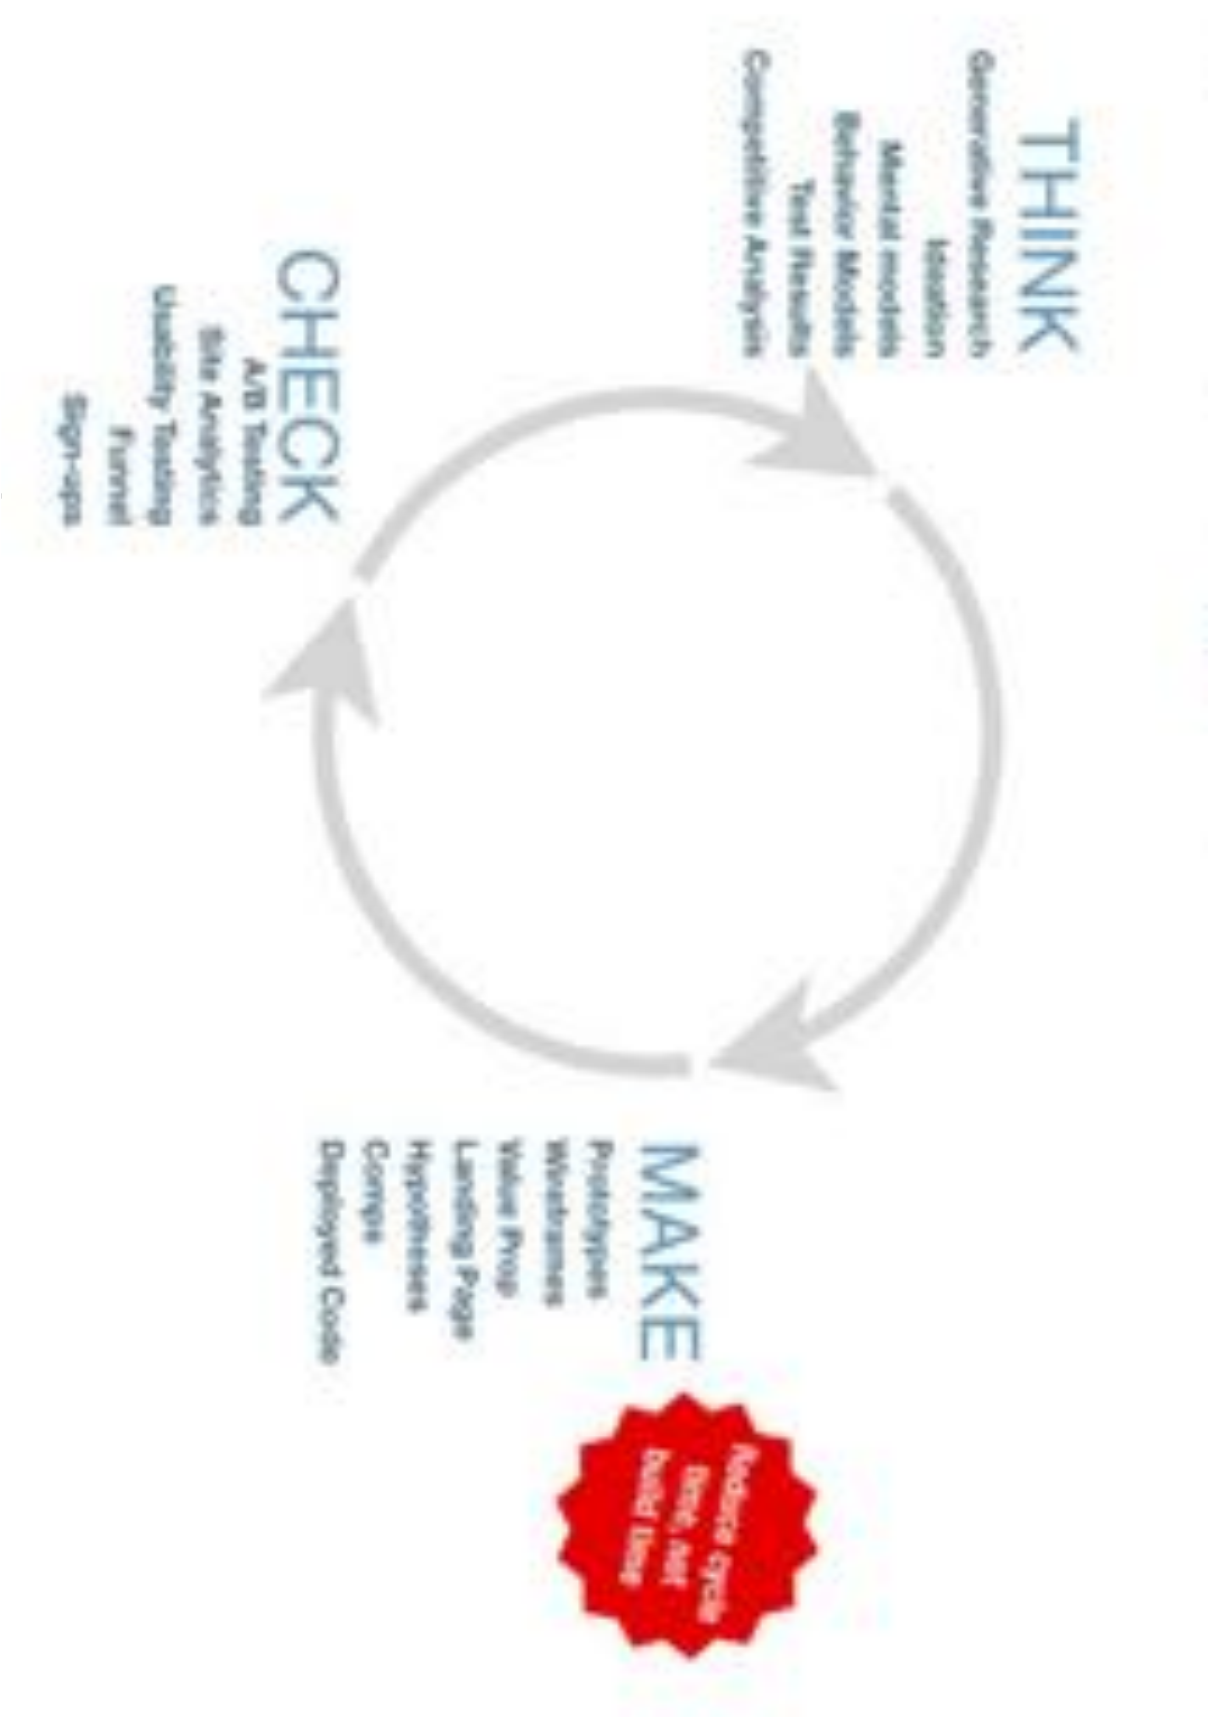 THINK
Generative Research
Ideation
Mental models
Behavior Models
Test Results
Competitive Analysis
MAKE
Prototypes
Wireframes
Value Prop
Landing Page
Hypotheses
Comps
Deployed Code
Reduce cycle
time, not
build time
CHECK
A/B Testing
Site Analytics
Usability Testing
Funnel
Sign-ups